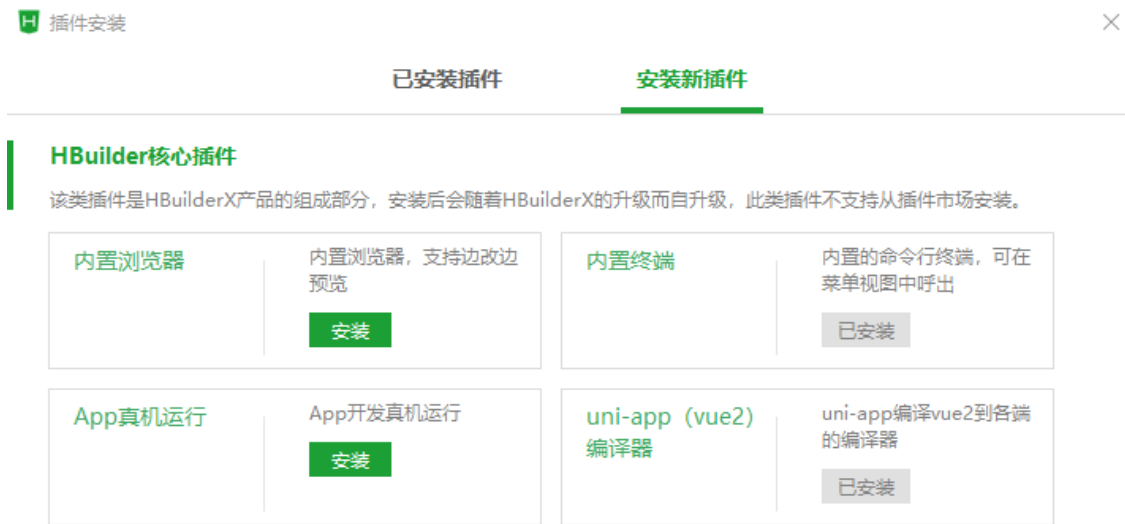 插件安装
已安装插件
安装新插件
HBuilder核心插件
该类插件是HBuilderX产品的组成部分，安装后会随着HBuilderX的升级而自升级，此类插件不支持从插件市场安装。
内置浏览器
内置浏览器，支持边改边
预览
安装
内置终端
内置的命令行终端，可在
菜单视图中呼出
已安装
App真机运行
App开发真机运行
安装
uni-app（vue2）
编译器
uni-app编译vue2到各端
的编译器
已安装